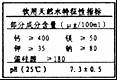 饮用天然水特征性指标
部分成分含量（μg/100ml）
钙 ≥ 400 镁 ≥ 50
钾 ≥ 35 钠 ≥ 80
偏硅酸 ≥ 180
pH（25℃） 7.3±0.5